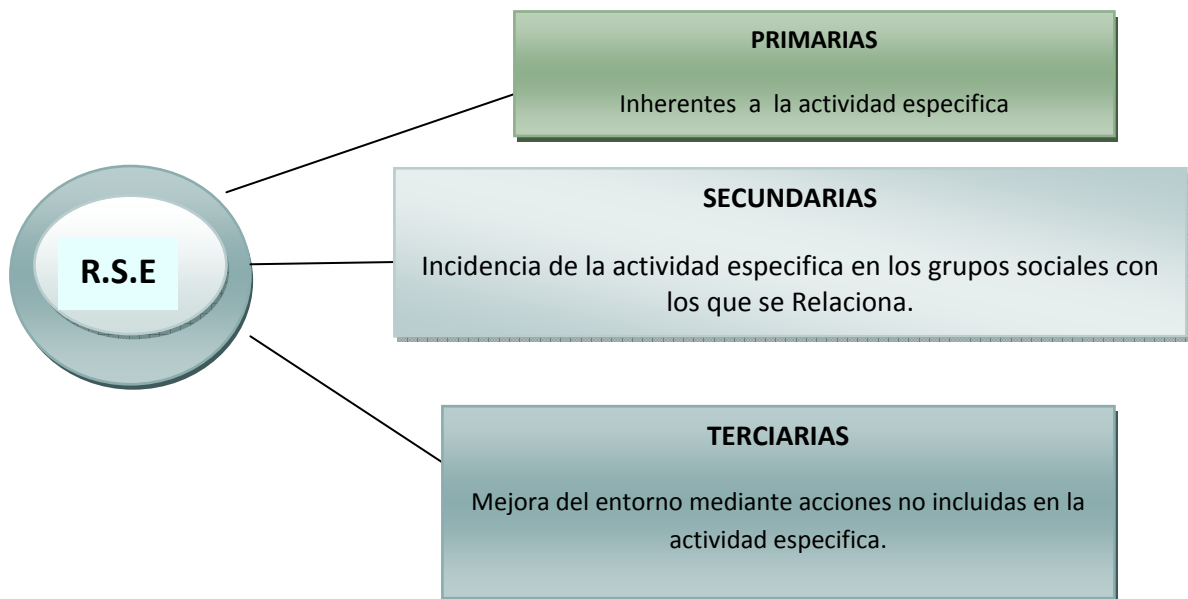 PRIMARIAS
Inherentes a la actividad especifica
R.S.E
SECUNDARIAS
Incidencia de la actividad especifica en los grupos sociales con
los que se Relaciona.
TERCIARIAS
Mejora del entorno mediante acciones no incluidas en la
actividad especifica.